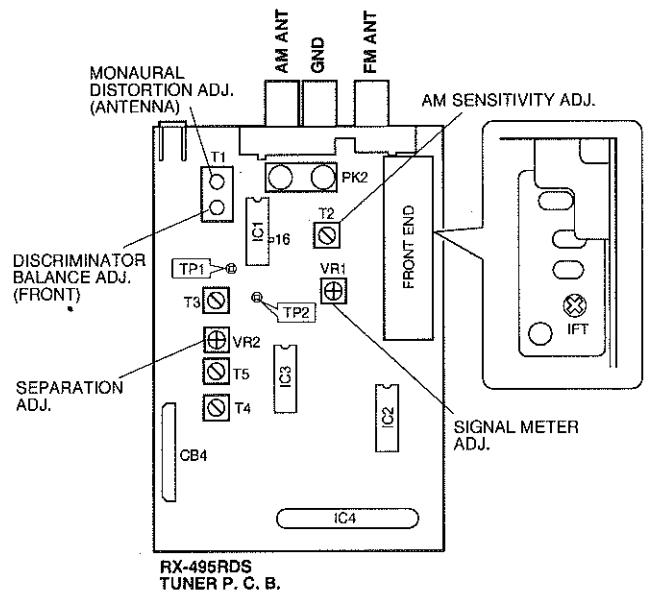 AM ANT
GND
FM ANT
MONAURAL
DISTORTION ADJ.
(ANTENNA)
AM SENSITIVITY ADJ.
T1
PK2
T2
IC1
16
FRONT END
DISCRIMINATOR
BALANCE ADJ.
(FRONT)
TP1
VR1
T3
TP2
IFT
VR2
SEPARATION
ADJ.
T5
IC3
T4
IC2
SIGNAL METER
ADJ.
CB4
IC4
RX-495RDS
TUNER P. C. B.